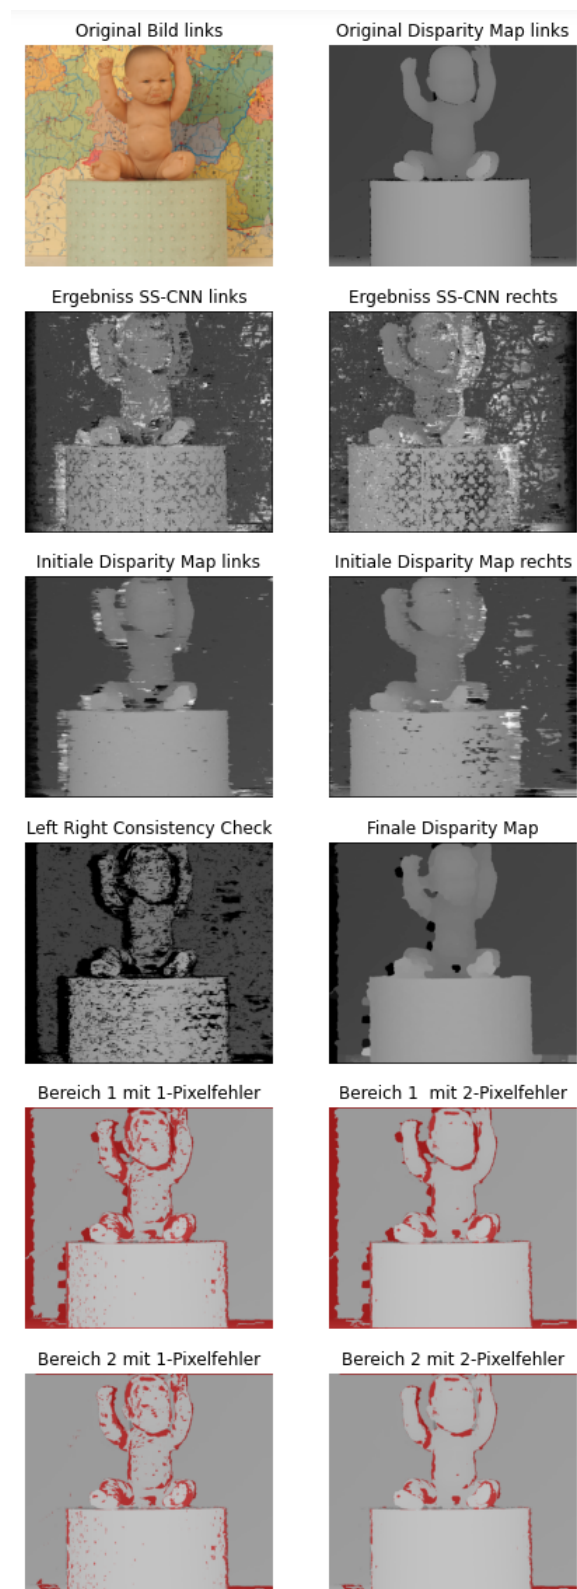 Original Bild links
Original Disparity Map links
Ergebniss SS-CNN links
Ergebniss SS-CNN rechts
Initiale Disparity Map links
Initiale Disparity Map rechts
Left Right Consistency Check
Finale Disparity Map
Bereich 1 mit 1-Pixelfehler
Bereich 1  mit 2-Pixelfehler
Bereich 2 mit 1-Pixelfehler
Bereich 2 mit 2-Pixelfehler